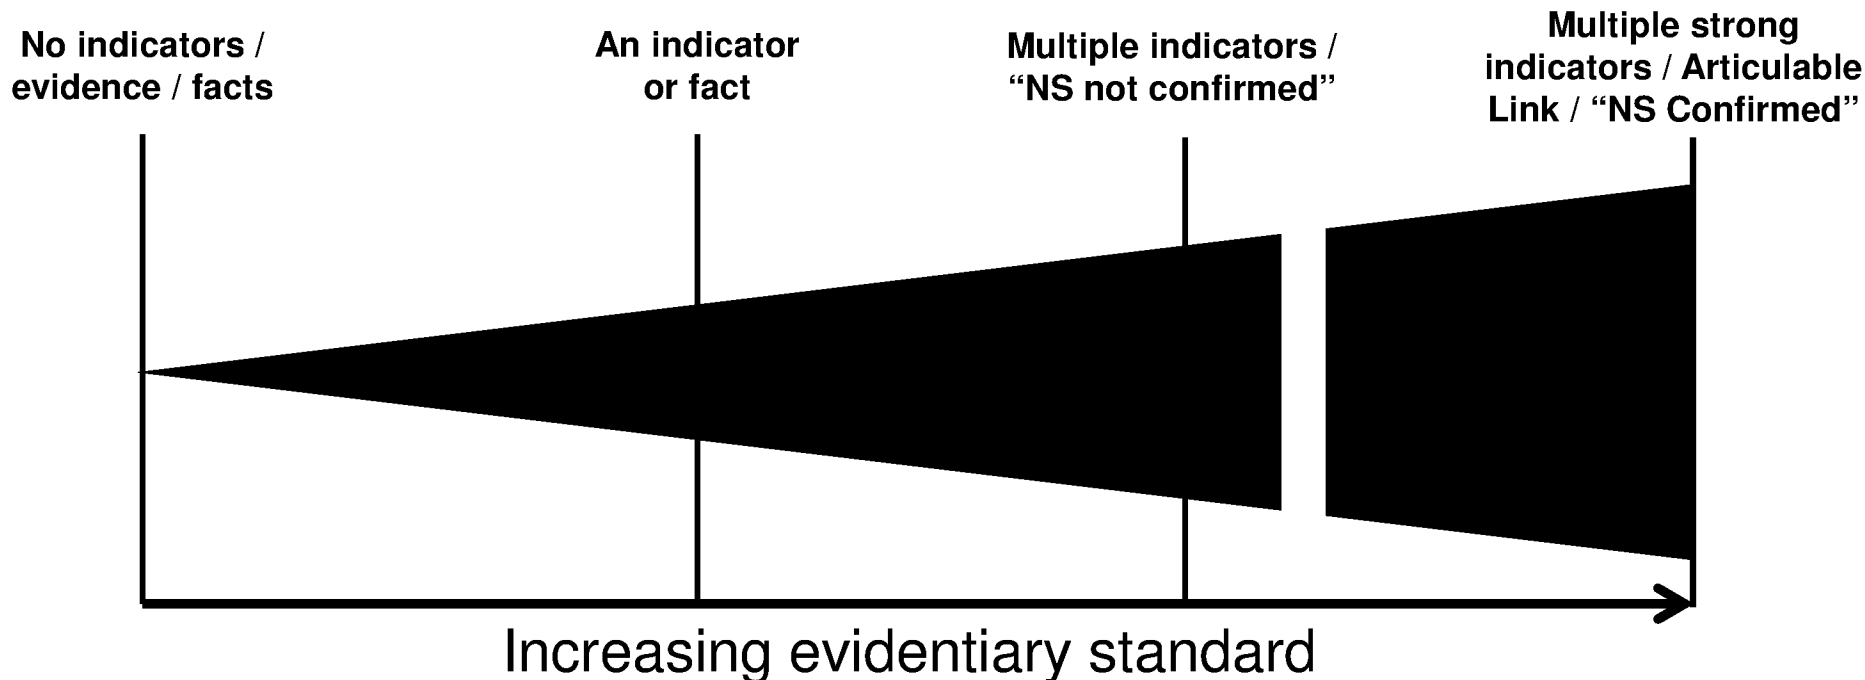 No indicators /
evidence / facts
An indicator
or fact
Multiple indicators /
“NS not confirmed”
Multiple strong
indicators / Articulable
Link / “NS Confirmed”
Increasing evidentiary standard